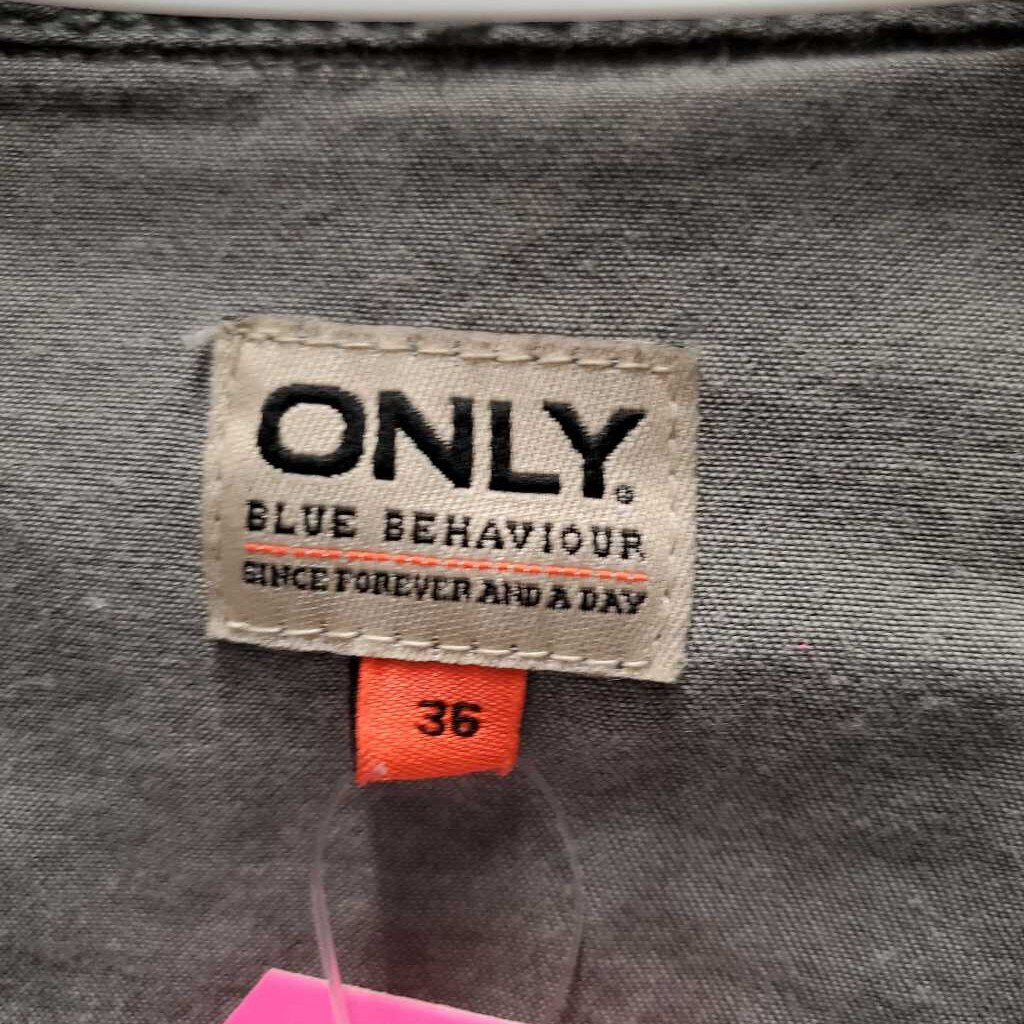 ONLY®
BLUE BEHAVIOUR
SINCE FOREVER AND A DAY
36